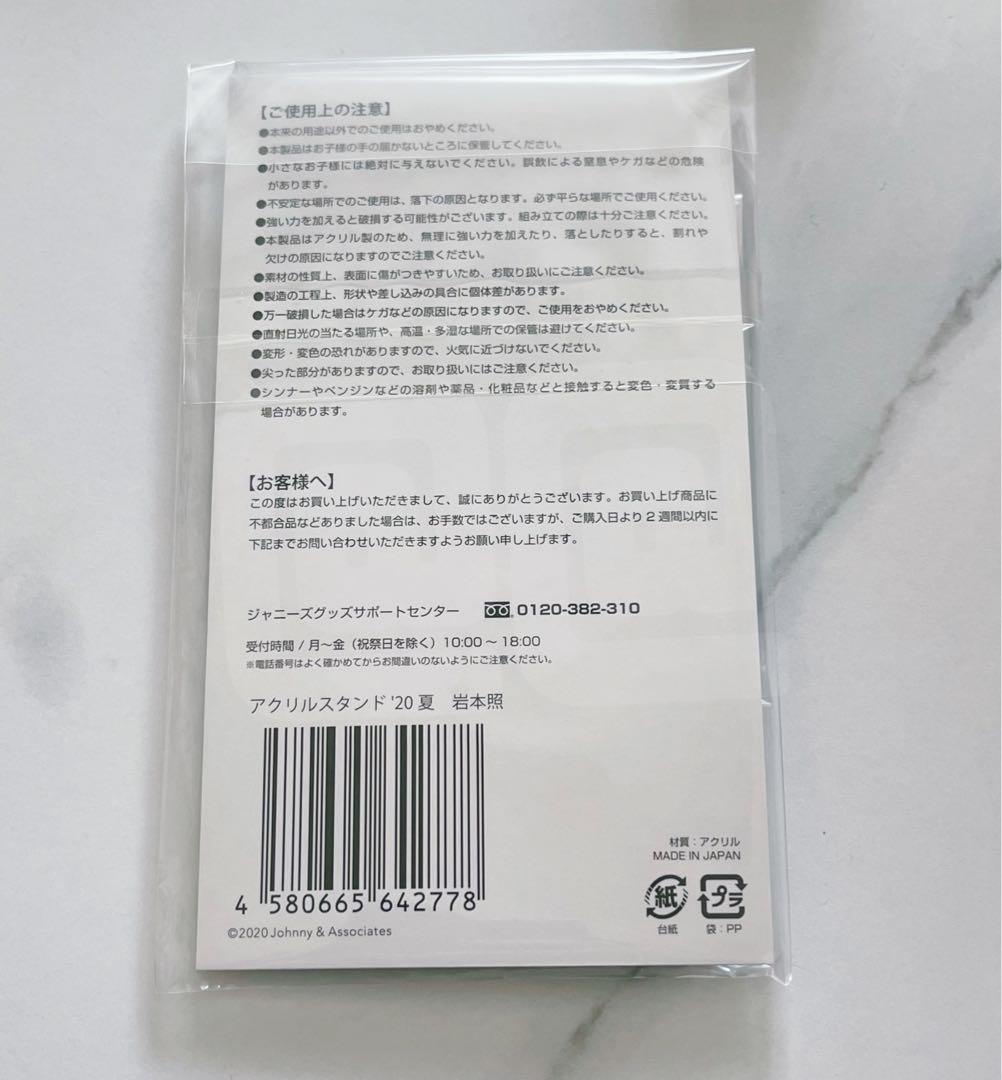 【ご使用上の注意】
●本来の用途以外でのご使用はおやめください。
●本製品はお子様の手の届かないところに保管してください。
●小さなお子様には絶対に与えないでください。誤飲による窒息やケガなどの危険
があります。
●不安定な場所でのご使用は、落下の原因となります。必ず平らな場所でご使用ください。
●強い力を加えると破損する可能性がございます。組み立ての際は十分ご注意ください。
●本製品はアクリル製のため、無理に強い力を加えたり、落としたりすると、割れや
欠けの原因になりますのでご注意ください。
●素材の性質上、表面に傷がつきやすいため、お取り扱いにご注意ください。
●製造の工程上、形状や差し込みの具合に個体差があります。
●万一破損した場合はケガなどの原因になりますので、ご使用をおやめください。
●直射日光の当たる場所や、高温・多湿な場所での保管は避けてください。
●変形・変色の恐れがありますので、火気に近づけないでください。
●尖った部分がありますので、お取り扱いにはご注意ください。
●シンナーやベンジンなどの溶剤や薬品・化粧品などと接触すると変色・変質する
場合があります。
【お客様へ】
この度はお買い上げいただきまして、誠にありがとうございます。お買い上げ商品に
不都合品などありました場合は、お手数ではございますが、ご購入日より2週間以内に
下記までお問い合わせいただきますようお願い申し上げます。
ジャニーズグッズサポートセンター 0120-382-310
受付時間 / 月〜金（祝祭日を除く）10:00 〜 18:00
※電話番号はよく確かめてからお間違いのないようにご注意ください。
アクリルスタンド '20 夏 岩本照
4 580665 642778
©2020 Johnny & Associates
材質：アクリル
MADE IN JAPAN
紙 プラ
台紙 袋：PP